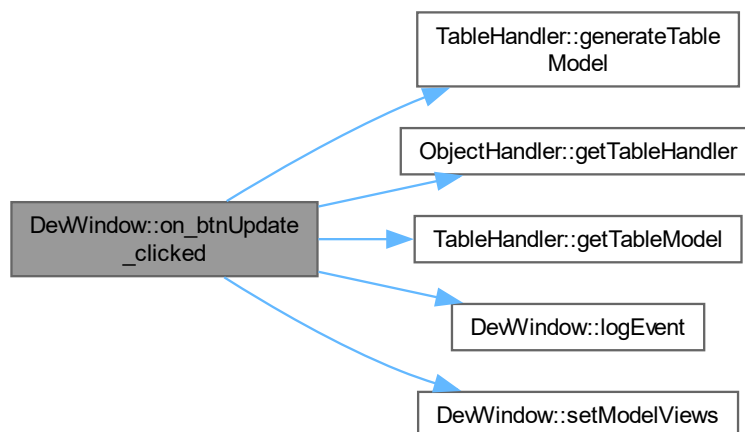 TableHandler::generateTable
Model
ObjectHandler::getTableHandler
DevWindow::on_btnUpdate
_clicked
TableHandler::getTableModel
DevWindow::logEvent
DevWindow::setModelViews